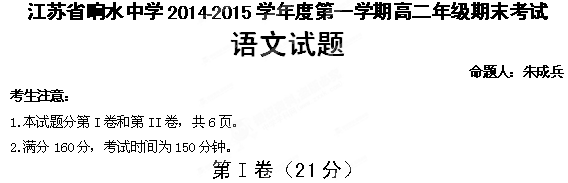 江苏省响水中学2014-2015学年度第一学期高二年级期末考试
语文试题
命题人：朱成兵
考生注意：
1.本试题分第I卷和第II卷，共6页。
2.满分160分，考试时间为150分钟。
第I卷（21分）